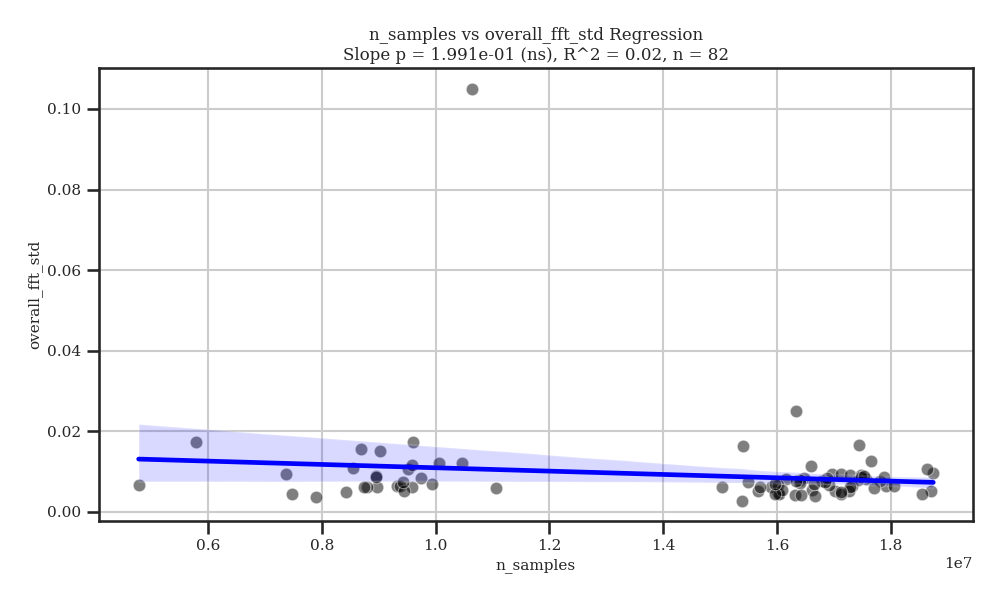 n_samples vs overall_fft_std Regression
Slope p = 1.991e-01 (ns), R^2 = 0.02, n = 82
overall_fft_std
0.10
0.08
0.06
0.04
0.02
0.00
0.6
0.8
1.0
1.2
1.4
1.6
1.8
1e7
n_samples